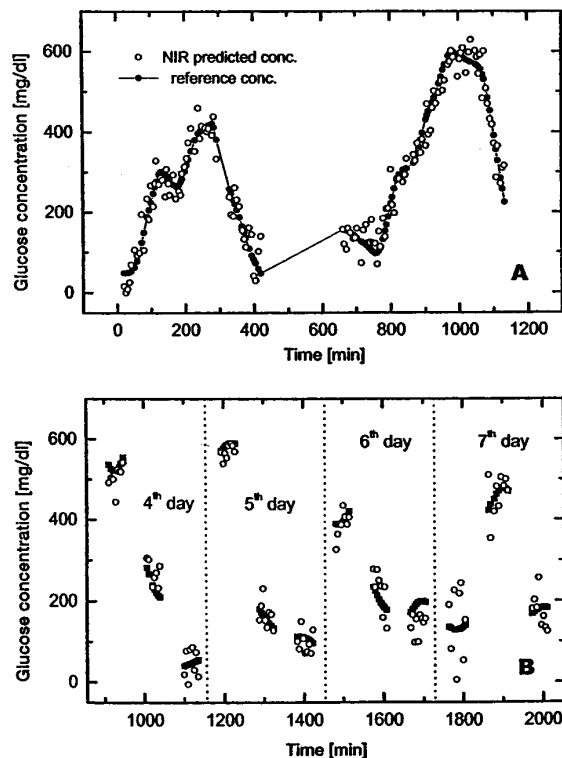 Glucose concentration [mg/dl]
600
400
200
0
NIR predicted conc.
reference conc.
A
0
200
400
600
800
1000
1200
Time [min]
Glucose concentration [mg/dl]
600
400
200
0
4th day
5th day
6th day
7th day
B
1000
1200
1400
1600
1800
2000
Time [min]